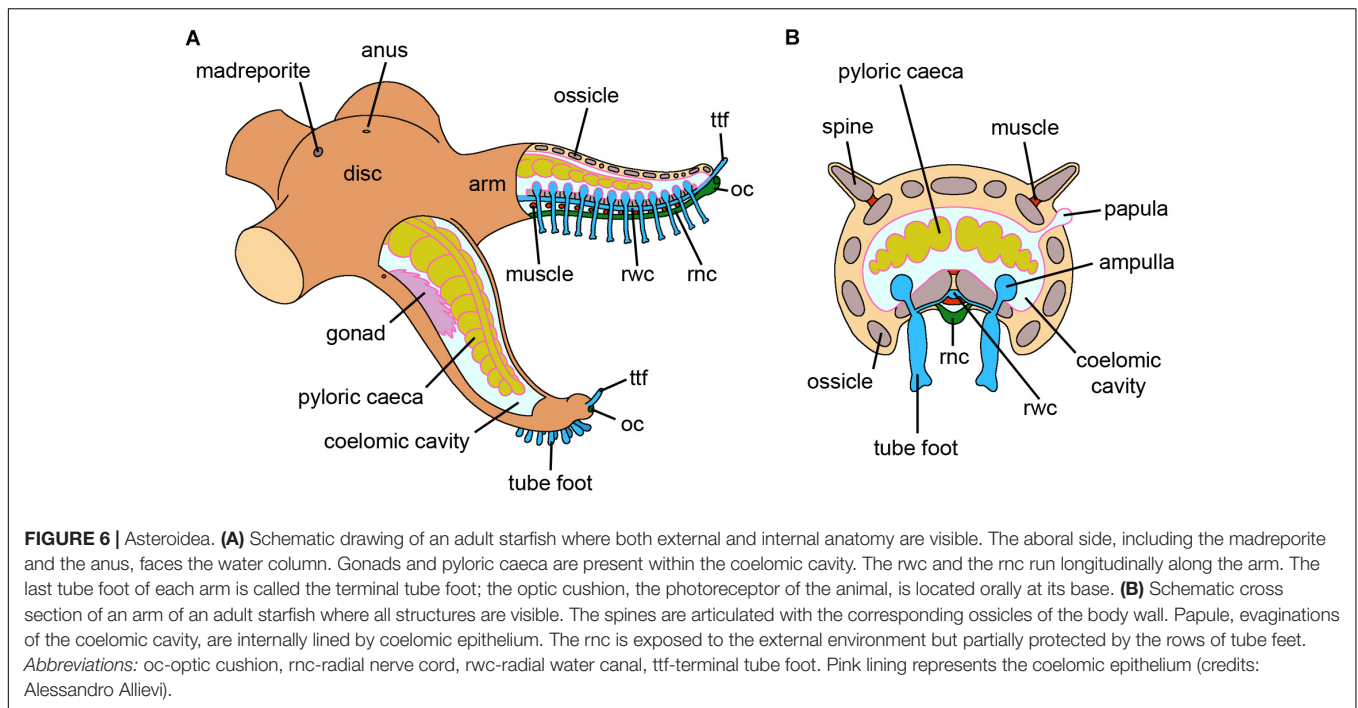 A
anus
madreporite
ossicle
ttf
disc
arm
oc
muscle
rwc
rnc
gonad
pyloric caeca
ttf
coelomic cavity
oc
tube foot
B
pyloric caeca
spine
muscle
papula
ampulla
rnc
coelomic
cavity
ossicle
rwc
tube foot
FIGURE 6 | Asteroidea. (A) Schematic drawing of an adult starfish where both external and internal anatomy are visible. The aboral side, including the madreporite
and the anus, faces the water column. Gonads and pyloric caeca are present within the coelomic cavity. The rwc and the rnc run longitudinally along the arm. The
last tube foot of each arm is called the terminal tube foot; the optic cushion, the photoreceptor of the animal, is located orally at its base. (B) Schematic cross
section of an arm of an adult starfish where all structures are visible. The spines are articulated with the corresponding ossicles of the body wall. Papule, evaginations
of the coelomic cavity, are internally lined by coelomic epithelium. The rnc is exposed to the external environment but partially protected by the rows of tube feet.
Abbreviations: oc-optic cushion, rnc-radial nerve cord, rwc-radial water canal, ttf-terminal tube foot. Pink lining represents the coelomic epithelium (credits:
Alessandro Allievi).